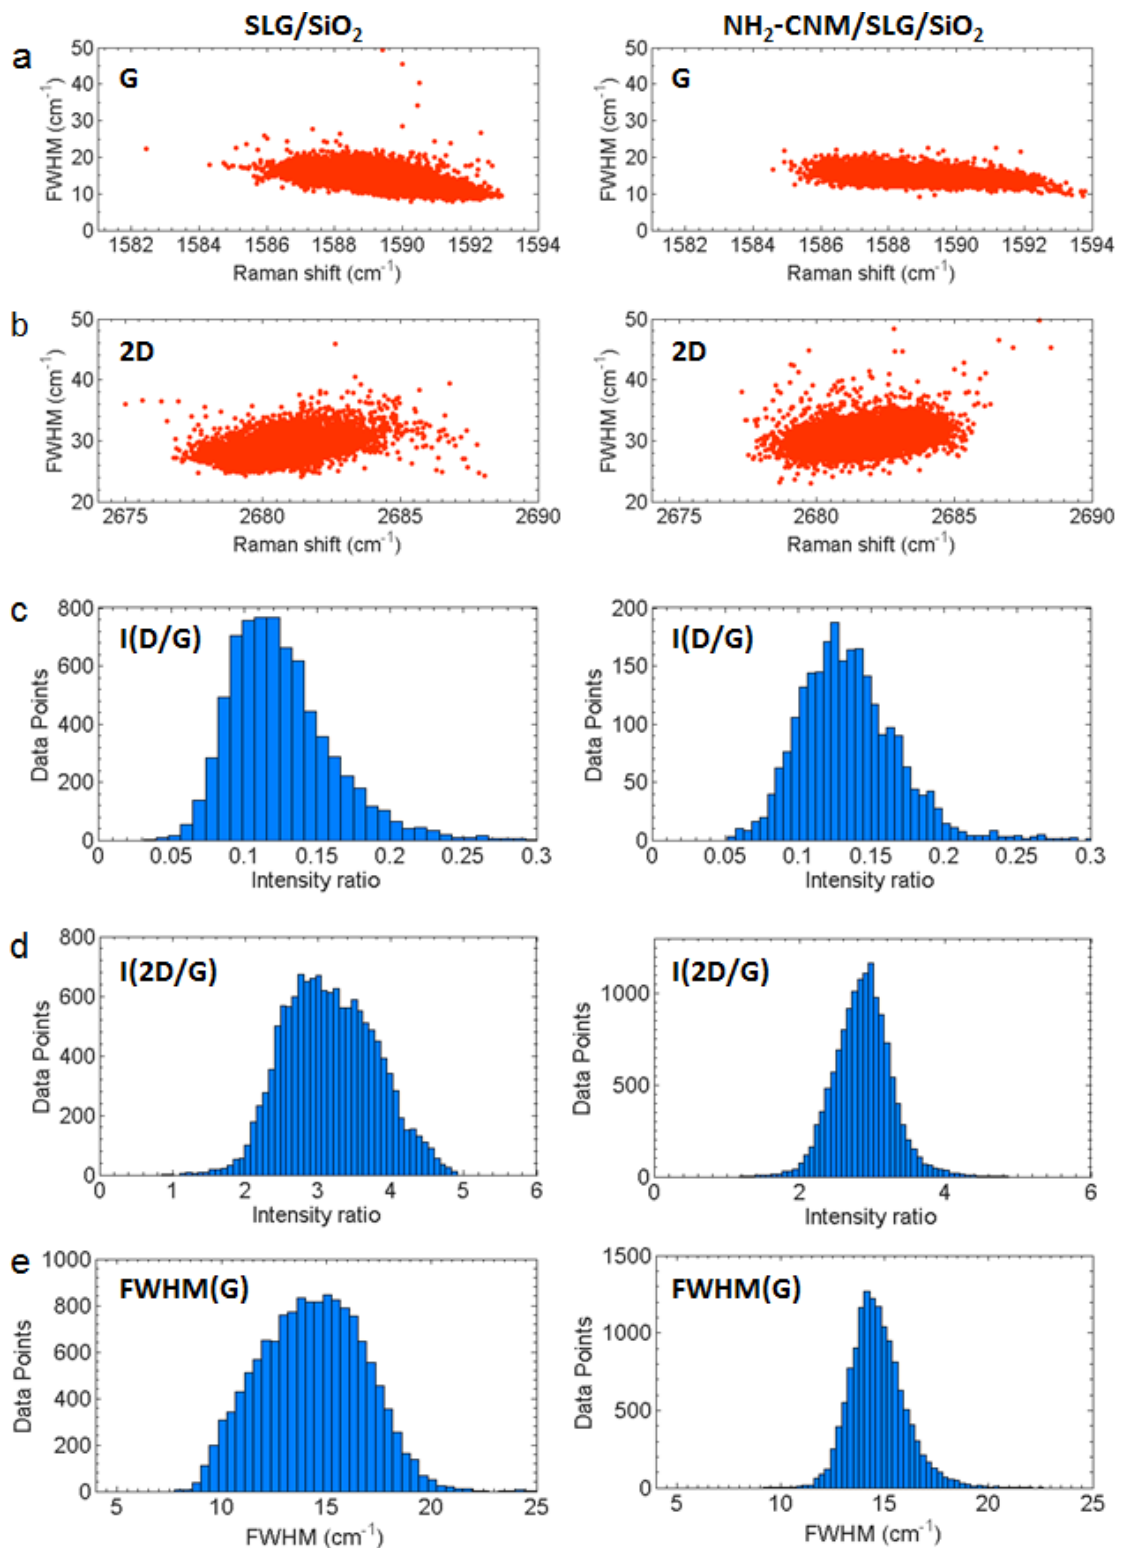 SLG/SiO2 NH2-CNM/SLG/SiO2
a
G
FWHM (cm-1)
50
40
30
20
10
0
1582 1584 1586 1588 1590 1592 1594
Raman shift (cm-1)
G
FWHM (cm-1)
50
40
30
20
10
0
1582 1584 1586 1588 1590 1592 1594
Raman shift (cm-1)
b
2D
FWHM (cm-1)
50
40
30
20
2675 2680 2685 2690
Raman shift (cm-1)
2D
FWHM (cm-1)
50
40
30
20
2675 2680 2685 2690
Raman shift (cm-1)
c
I(D/G)
Data Points
800
600
400
200
0
0 0.05 0.1 0.15 0.2 0.25 0.3
Intensity ratio
I(D/G)
Data Points
200
150
100
50
0
0 0.05 0.1 0.15 0.2 0.25 0.3
Intensity ratio
d
I(2D/G)
Data Points
800
600
400
200
0
0 1 2 3 4 5 6
Intensity ratio
I(2D/G)
Data Points
1000
500
0
0 2 4 6
Intensity ratio
e
FWHM(G)
Data Points
1000
800
600
400
200
0
5 10 15 20 25
FWHM (cm-1)
FWHM(G)
Data Points
1500
1000
500
0
5 10 15 20 25
FWHM (cm-1)